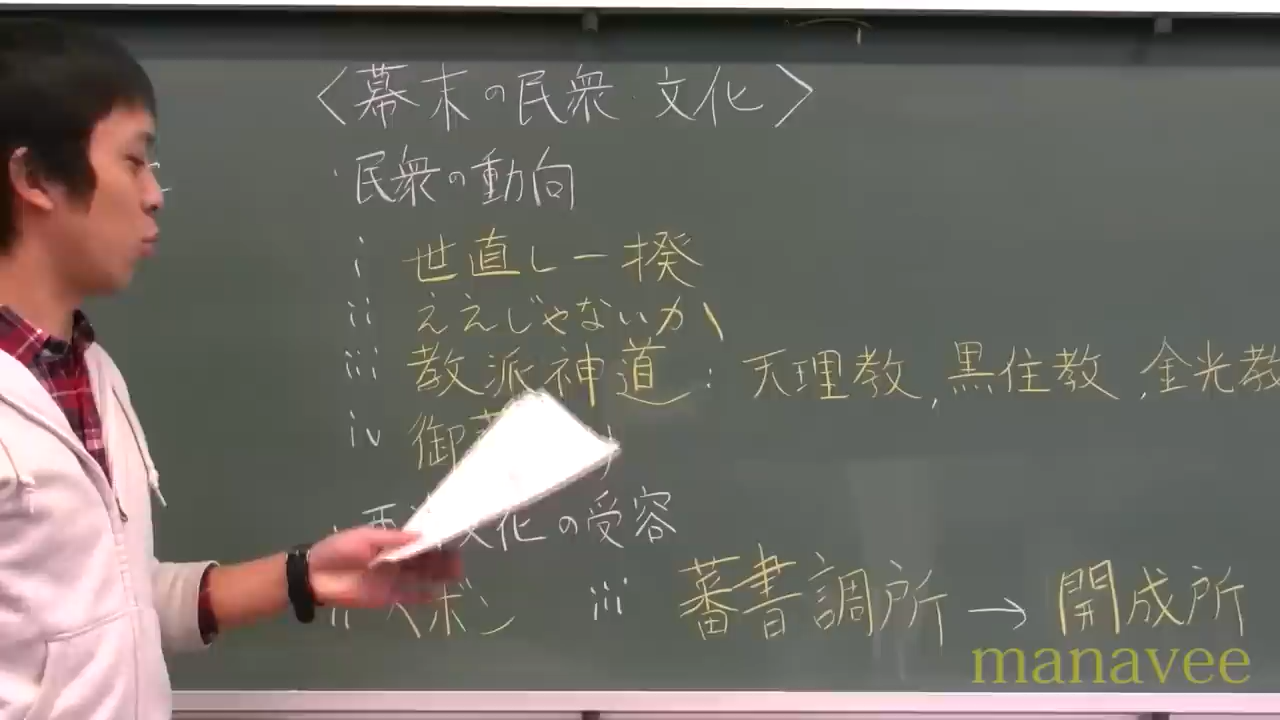 〈幕末の民衆・文化〉
・民衆の動向
i 世直し一揆
ii ええじゃないか
iii 教派神道:天理教,黒住教,金光教
iv 御
文化の受容
ii ヘボン iii 蕃書調所→開成所
manavee